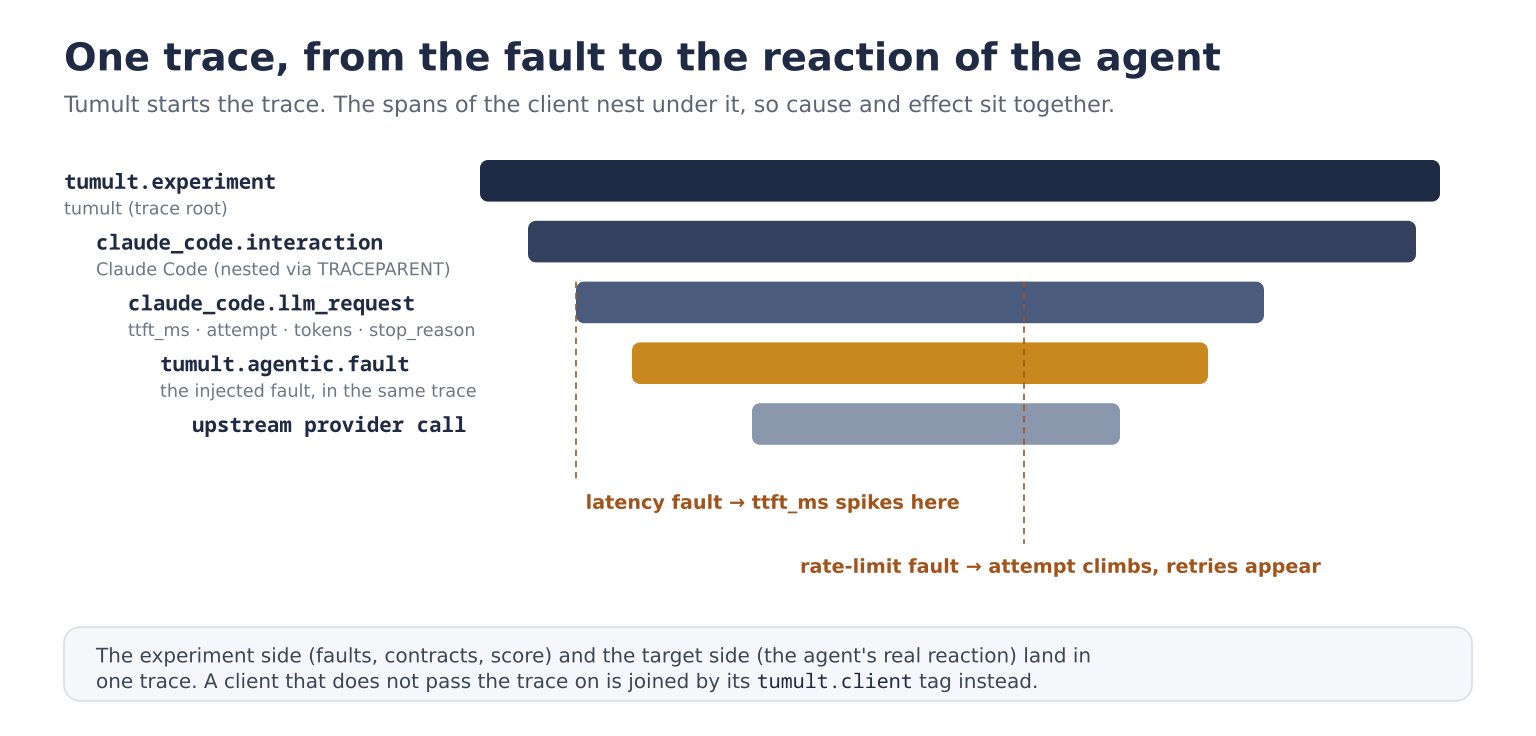 One trace, from the fault to the reaction of the agent
Tumult starts the trace. The spans of the client nest under it, so cause and effect sit together.
tumult.experiment
tumult (trace root)
claude_code.interaction
Claude Code (nested via TRACEPARENT)
claude_code.llm_request
ttft_ms · attempt · tokens · stop_reason
tumult.agentic.fault
the injected fault, in the same trace
upstream provider call
latency fault → ttft_ms spikes here
rate-limit fault → attempt climbs, retries appear
The experiment side (faults, contracts, score) and the target side (the agent's real reaction) land in
one trace. A client that does not pass the trace on is joined by its tumult.client tag instead.